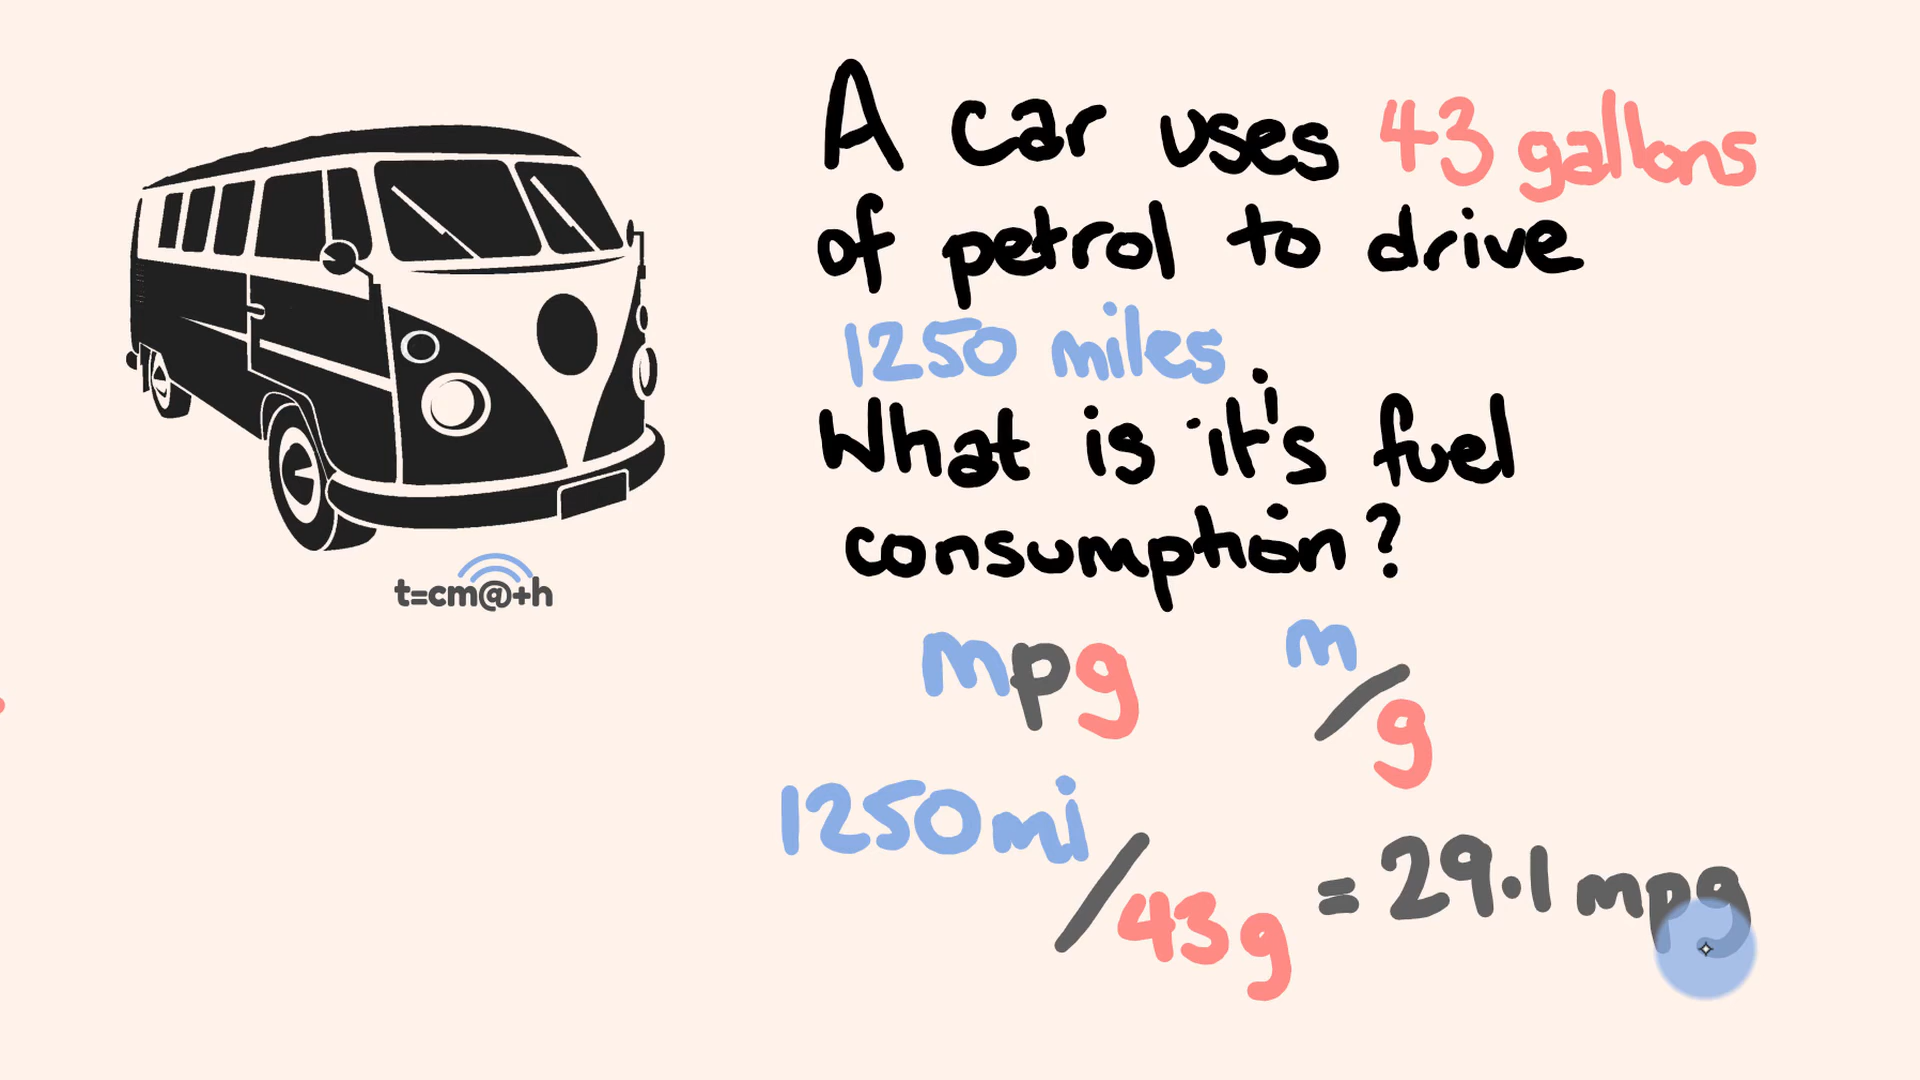 A car uses 43 gallons
of petrol to drive
1250 miles.
What is it's fuel
consumption?
t=cm@+h
mpg m/g
1250mi/43g = 29.1 mpg